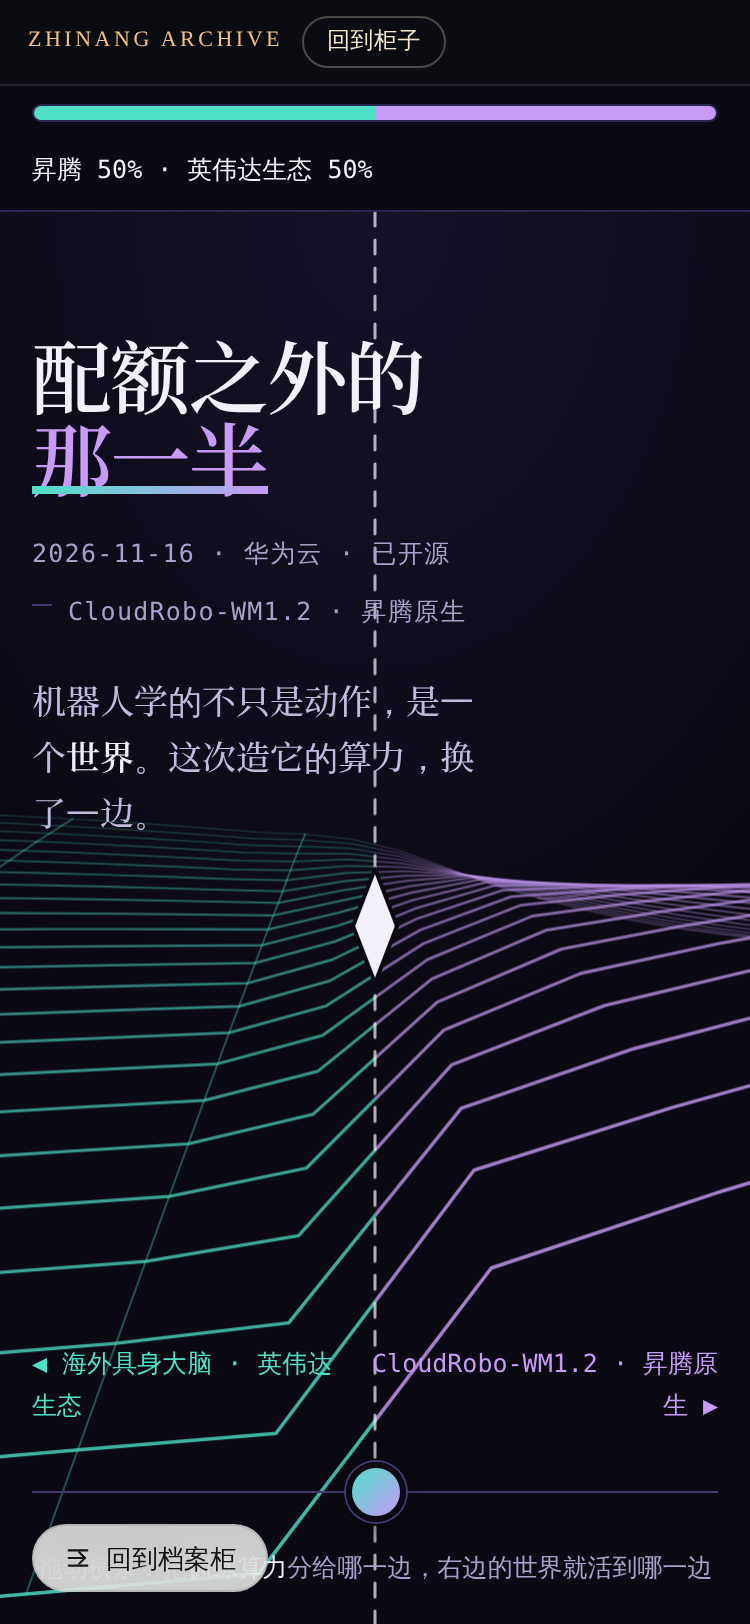 ZHINANG ARCHIVE 回到柜子
昇腾 50% · 英伟达生态 50%
配额之外的
那一半
2026-11-16 · 华为云 · 已开源
— CloudRobo-WM1.2 · 昇腾原生
机器人学的不只是动作，是一
个世界。这次造它的算力，换
了一边。
◀ 海外具身大脑 · 英伟达
生态
CloudRobo-WM1.2 · 昇腾原
生 ▶
回到档案柜
算力分给哪一边，右边的世界就活到哪一边